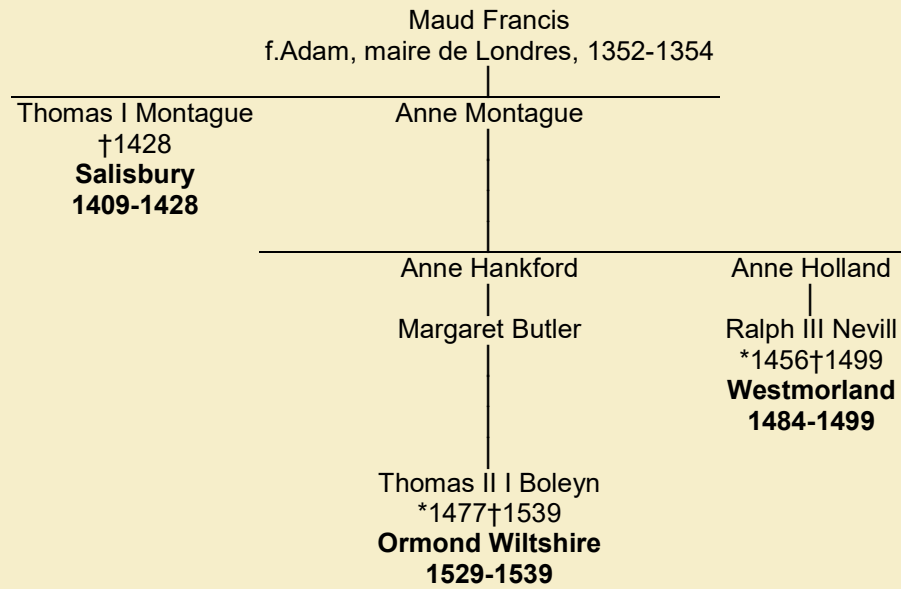 Maud Francis
f.Adam, maire de Londres, 1352-1354
Thomas I Montague
†1428
Salisbury
1409-1428
Anne Montague
Anne Hankford
Anne Holland
Margaret Butler
Ralph III Nevill
*1456†1499
Westmorland
1484-1499
Thomas II I Boleyn
*1477†1539
Ormond Wiltshire
1529-1539